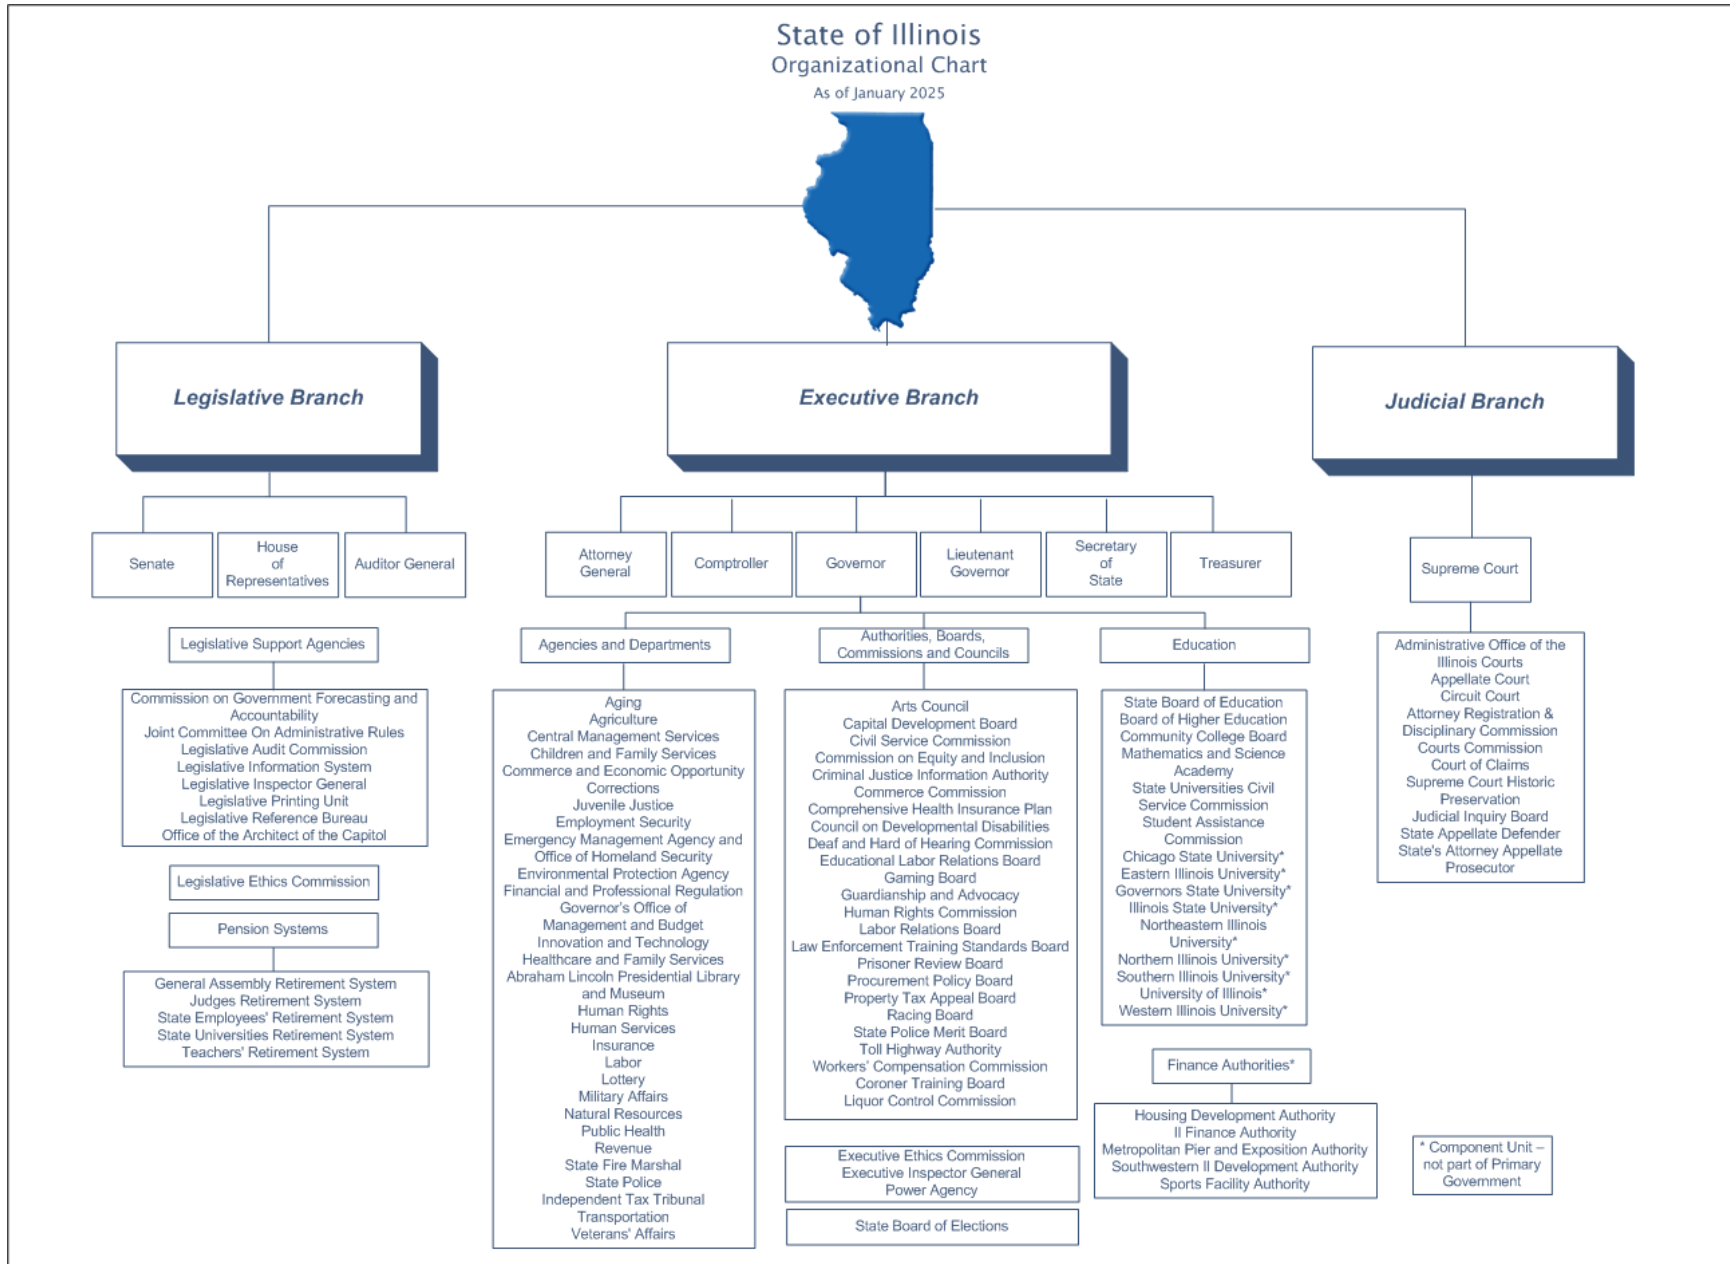 State of Illinois
Organizational Chart
As of January 2025
Legislative Branch
Executive Branch
Judicial Branch
Senate
House
of
Representatives
Auditor General
Attorney
General
Comptroller
Governor
Lieutenant
Governor
Secretary
of
State
Treasurer
Supreme Court
Legislative Support Agencies
Commission on Government Forecasting and
Accountability
Joint Committee On Administrative Rules
Legislative Audit Commission
Legislative Information System
Legislative Inspector General
Legislative Printing Unit
Legislative Reference Bureau
Office of the Architect of the Capitol
Legislative Ethics Commission
Pension Systems
General Assembly Retirement System
Judges Retirement System
State Employees' Retirement System
State Universities Retirement System
Teachers' Retirement System
Agencies and Departments
Aging
Agriculture
Central Management Services
Children and Family Services
Commerce and Economic Opportunity
Corrections
Juvenile Justice
Employment Security
Emergency Management Agency and
Office of Homeland Security
Environmental Protection Agency
Financial and Professional Regulation
Governor's Office of
Management and Budget
Innovation and Technology
Healthcare and Family Services
Abraham Lincoln Presidential Library
and Museum
Human Rights
Human Services
Insurance
Labor
Lottery
Military Affairs
Natural Resources
Public Health
Revenue
State Fire Marshal
State Police
Independent Tax Tribunal
Transportation
Veterans' Affairs
Authorities, Boards,
Commissions and Councils
Arts Council
Capital Development Board
Civil Service Commission
Commission on Equity and Inclusion
Criminal Justice Information Authority
Commerce Commission
Comprehensive Health Insurance Plan
Council on Developmental Disabilities
Deaf and Hard of Hearing Commission
Educational Labor Relations Board
Gaming Board
Guardianship and Advocacy
Human Rights Commission
Labor Relations Board
Law Enforcement Training Standards Board
Prisoner Review Board
Procurement Policy Board
Property Tax Appeal Board
Racing Board
State Police Merit Board
Toll Highway Authority
Workers' Compensation Commission
Coroner Training Board
Liquor Control Commission
Executive Ethics Commission
Executive Inspector General
Power Agency
State Board of Elections
Education
State Board of Education
Board of Higher Education
Community College Board
Mathematics and Science
Academy
State Universities Civil
Service Commission
Student Assistance
Commission
Chicago State University*
Eastern Illinois University*
Governors State University*
Illinois State University*
Northeastern Illinois
University*
Northern Illinois University*
Southern Illinois University*
University of Illinois*
Western Illinois University*
Finance Authorities*
Housing Development Authority
Il Finance Authority
Metropolitan Pier and Exposition Authority
Southwestern Il Development Authority
Sports Facility Authority
Administrative Office of the
Illinois Courts
Appellate Court
Circuit Court
Attorney Registration &
Disciplinary Commission
Courts Commission
Court of Claims
Supreme Court Historic
Preservation
Judicial Inquiry Board
State Appellate Defender
State's Attorney Appellate
Prosecutor
* Component Unit –
not part of Primary
Government